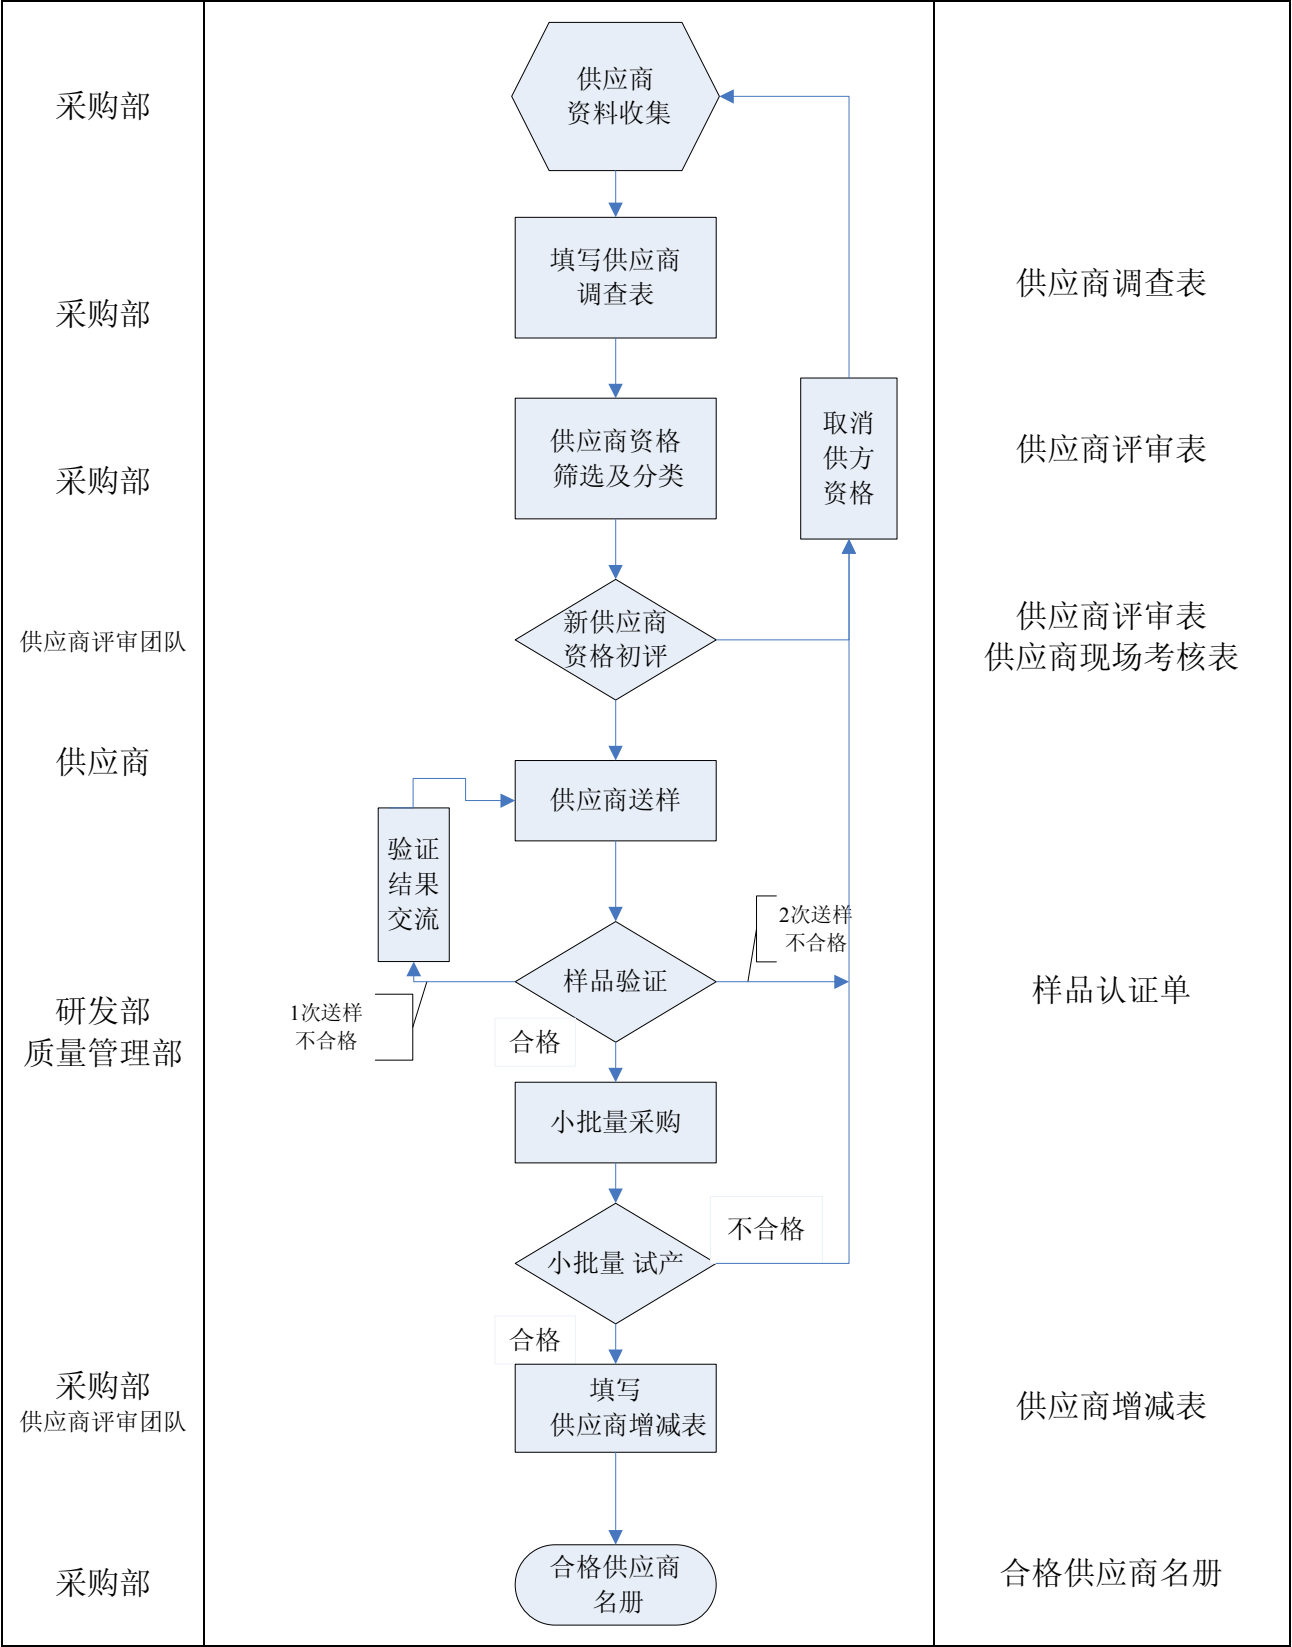 采购部
供应商
资料收集
采购部
填写供应商
调查表
供应商调查表
采购部
供应商资格
筛选及分类
取消
供方
资格
供应商评审表
供应商评审团队
新供应商
资格初评
供应商评审表
供应商现场考核表
供应商
供应商送样
验证
结果
交流
2次送样
不合格
样品验证
1次送样
不合格
合格
研发部
质量管理部
样品认证单
小批量采购
不合格
小批量 试产
合格
采购部
供应商评审团队
填写
供应商增减表
供应商增减表
采购部
合格供应商
名册
合格供应商名册